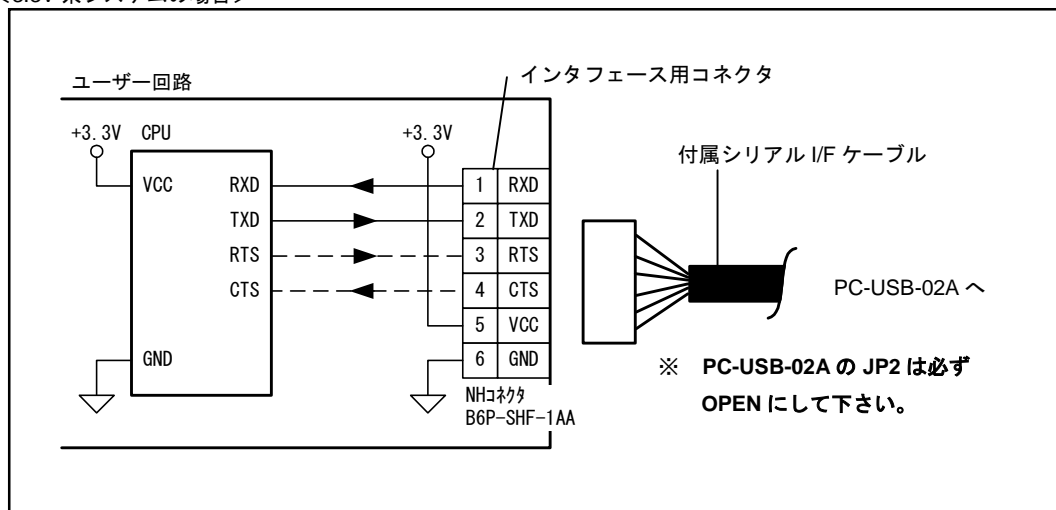 ユーザー回路
インタフェース用コネクタ
+3.3V CPU
+3.3V
付属シリアル I/F ケーブル
VCC RXD 1 RXD
TXD 2 TXD
RTS 3 RTS
CTS 4 CTS
PC-USB-02A へ
5 VCC
GND 6 GND
※ PC-USB-02A の JP2 は必ず
OPEN にして下さい。
NHコネクタ
B6P-SHF-1AA